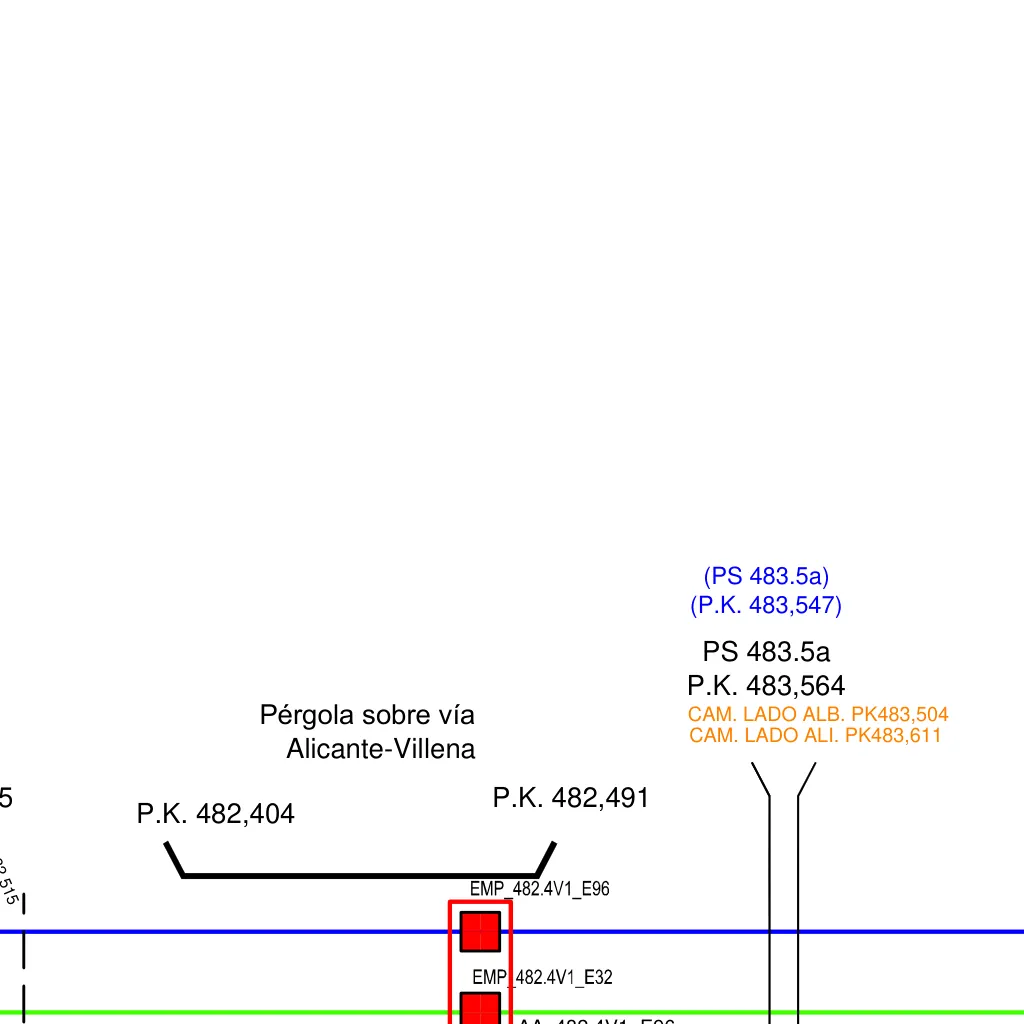 (PS 483.5a)
(P.K. 483,547)
PS 483.5a
P.K. 483,564
CAM. LADO ALB. PK483,504
CAM. LADO ALI. PK483,611
Pérgola sobre vía
Alicante-Villena
P.K. 482,404
P.K. 482,491
5
EMP_482.4V1_E96
EMP_482.4V1_E32